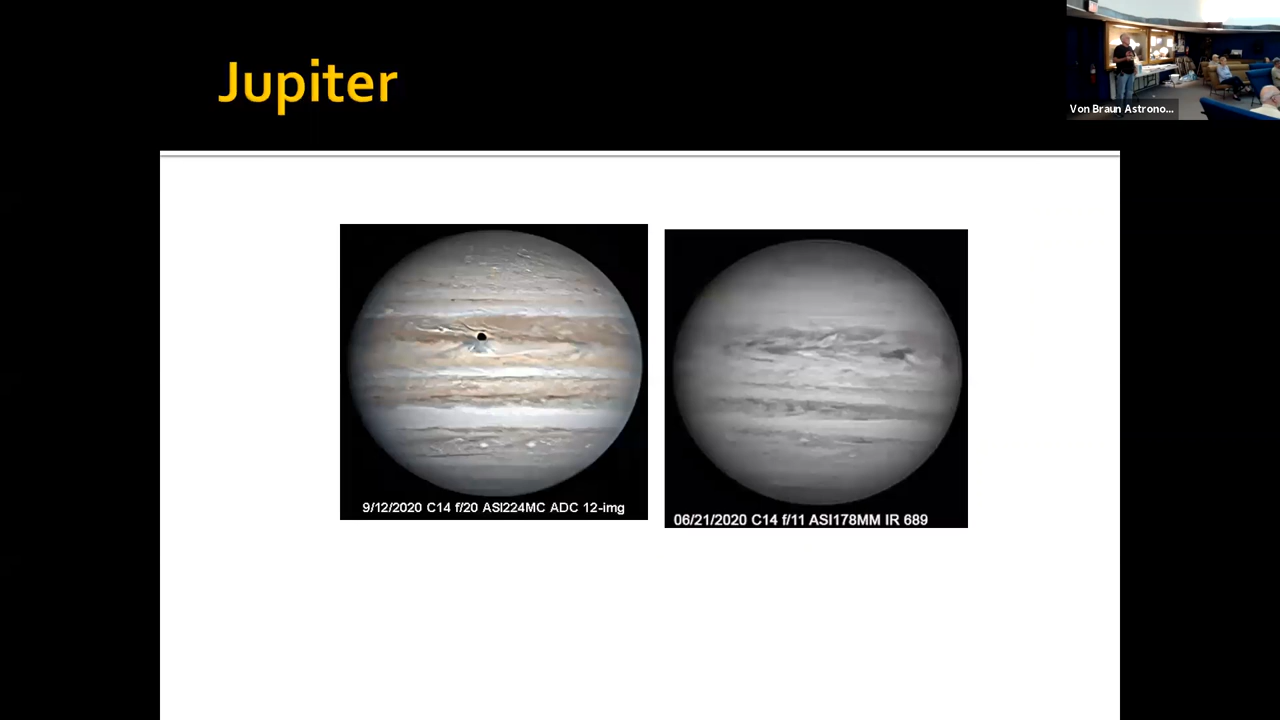 Jupiter
Von Braun Astrono...
9/12/2020 C14 f/20 ASI224MC ADC 12-img
06/21/2020 C14 f/11 ASI178MM IR 689